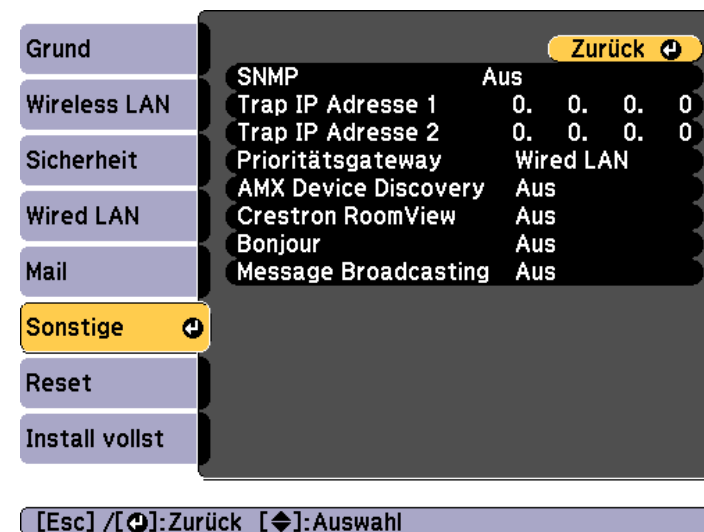 Grund
Wireless LAN
Sicherheit
Wired LAN
Mail
Sonstige
Reset
Install vollst
Zurück
SNMP Aus
Trap IP Adresse 1 0. 0. 0. 0
Trap IP Adresse 2 0. 0. 0. 0
Prioritätsgateway Wired LAN
AMX Device Discovery Aus
Crestron RoomView Aus
Bonjour Aus
Message Broadcasting Aus
[Esc] /[⏎]:Zurück [◆]:Auswahl